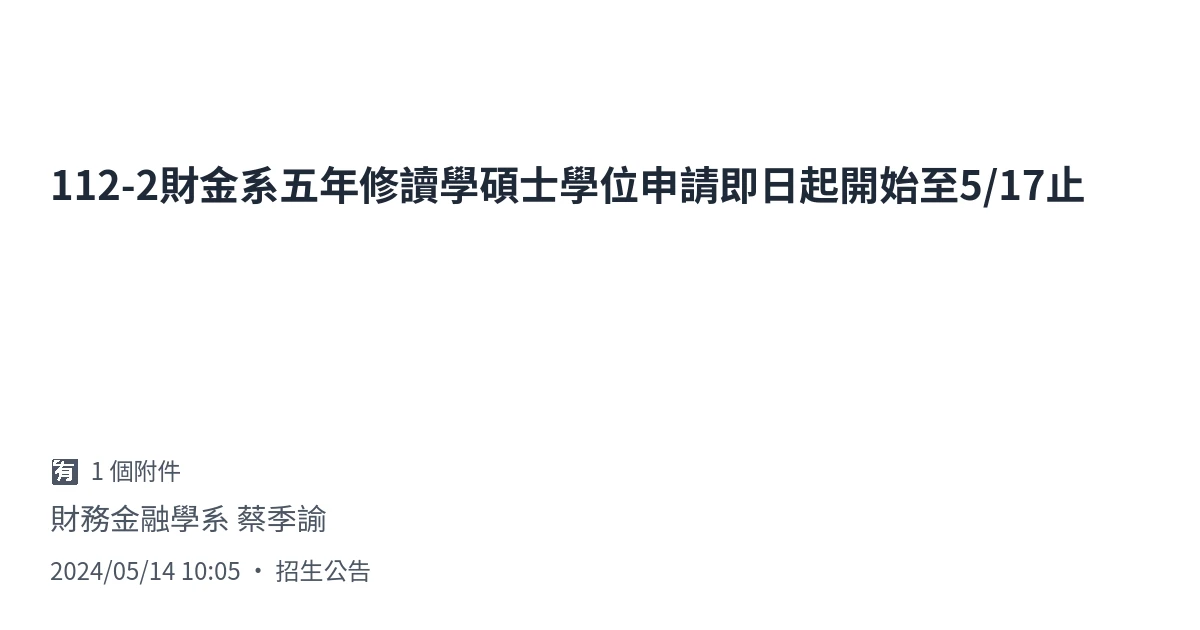 112-2財金系五年修讀學碩士學位申請即日起開始至5/17止
🈶 1 個附件
財務金融學系 蔡季諭
2024/05/14 10:05 • 招生公告